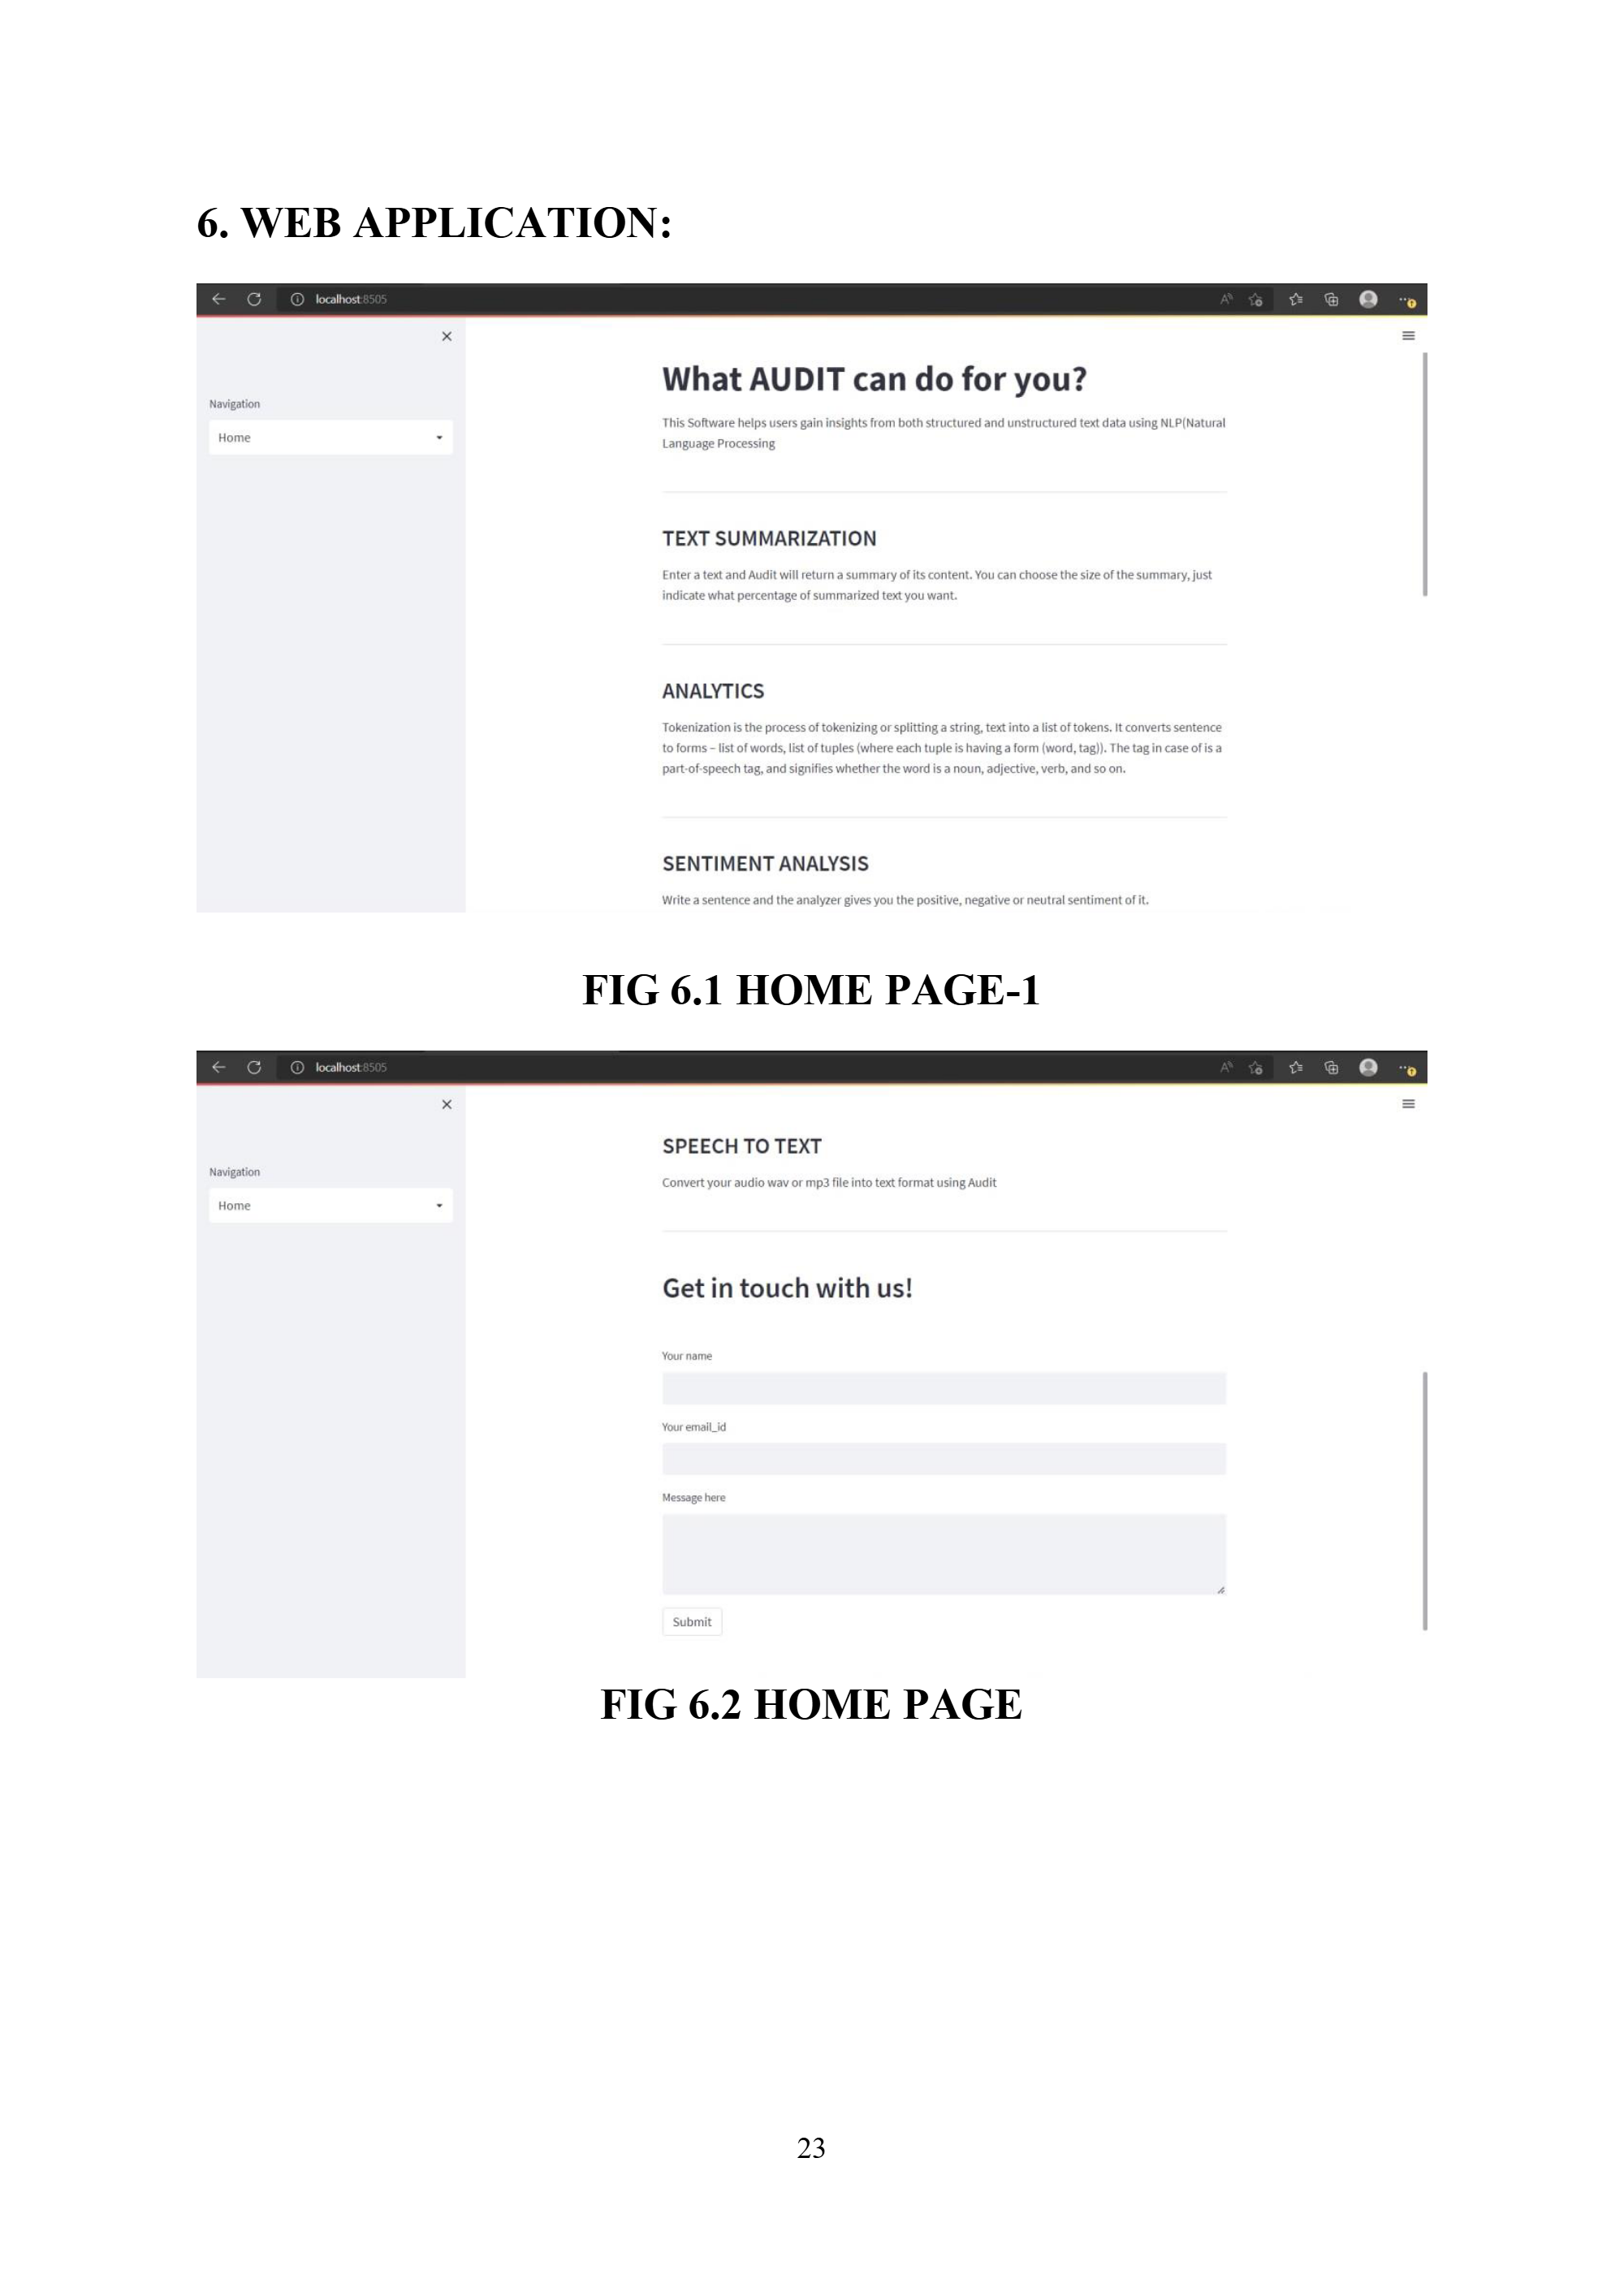 6. WEB APPLICATION:
localhost:8505
Navigation
Home
What AUDIT can do for you?
This Software helps users gain insights from both structured and unstructured text data using NLP(Natural
Language Processing
TEXT SUMMARIZATION
Enter a text and Audit will return a summary of its content. You can choose the size of the summary, just
indicate what percentage of summarized text you want.
ANALYTICS
Tokenization is the process of tokenizing or splitting a string, text into a list of tokens. It converts sentence
to forms – list of words, list of tuples (where each tuple is having a form (word, tag)). The tag in case of is a
part-of-speech tag, and signifies whether the word is a noun, adjective, verb, and so on.
SENTIMENT ANALYSIS
Write a sentence and the analyzer gives you the positive, negative or neutral sentiment of it.
FIG 6.1 HOME PAGE-1
localhost:8505
Navigation
Home
SPEECH TO TEXT
Convert your audio wav or mp3 file into text format using Audit
Get in touch with us!
Your name
Your email_id
Message here
Submit
FIG 6.2 HOME PAGE
23